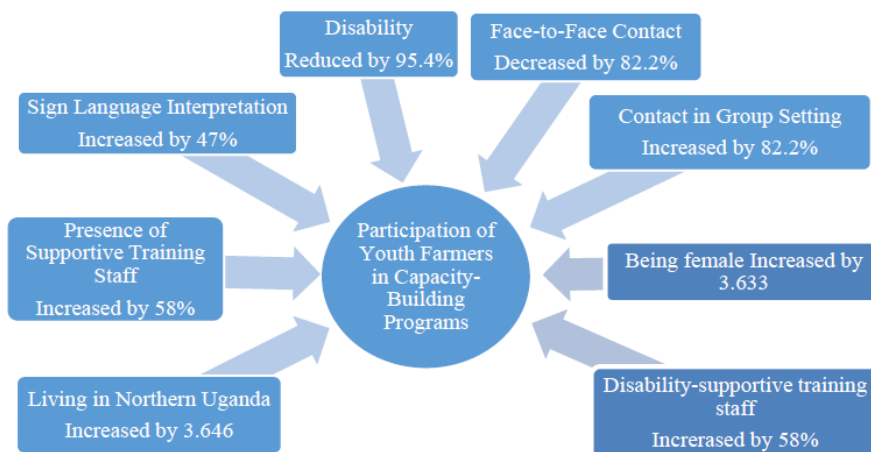 Disability
Reduced by 95.4%
Face-to-Face Contact
Decreased by 82.2%
Sign Language Interpretation
Increased by 47%
Contact in Group Setting
Increased by 82.2%
Presence of
Supportive Training
Staff
Increased by 58%
Participation of
Youth Farmers
in Capacity-
Building
Programs
Being female Increased by
3.633
Living in Northern Uganda
Increased by 3.646
Disability-supportive training
staff
Increrased by 58%